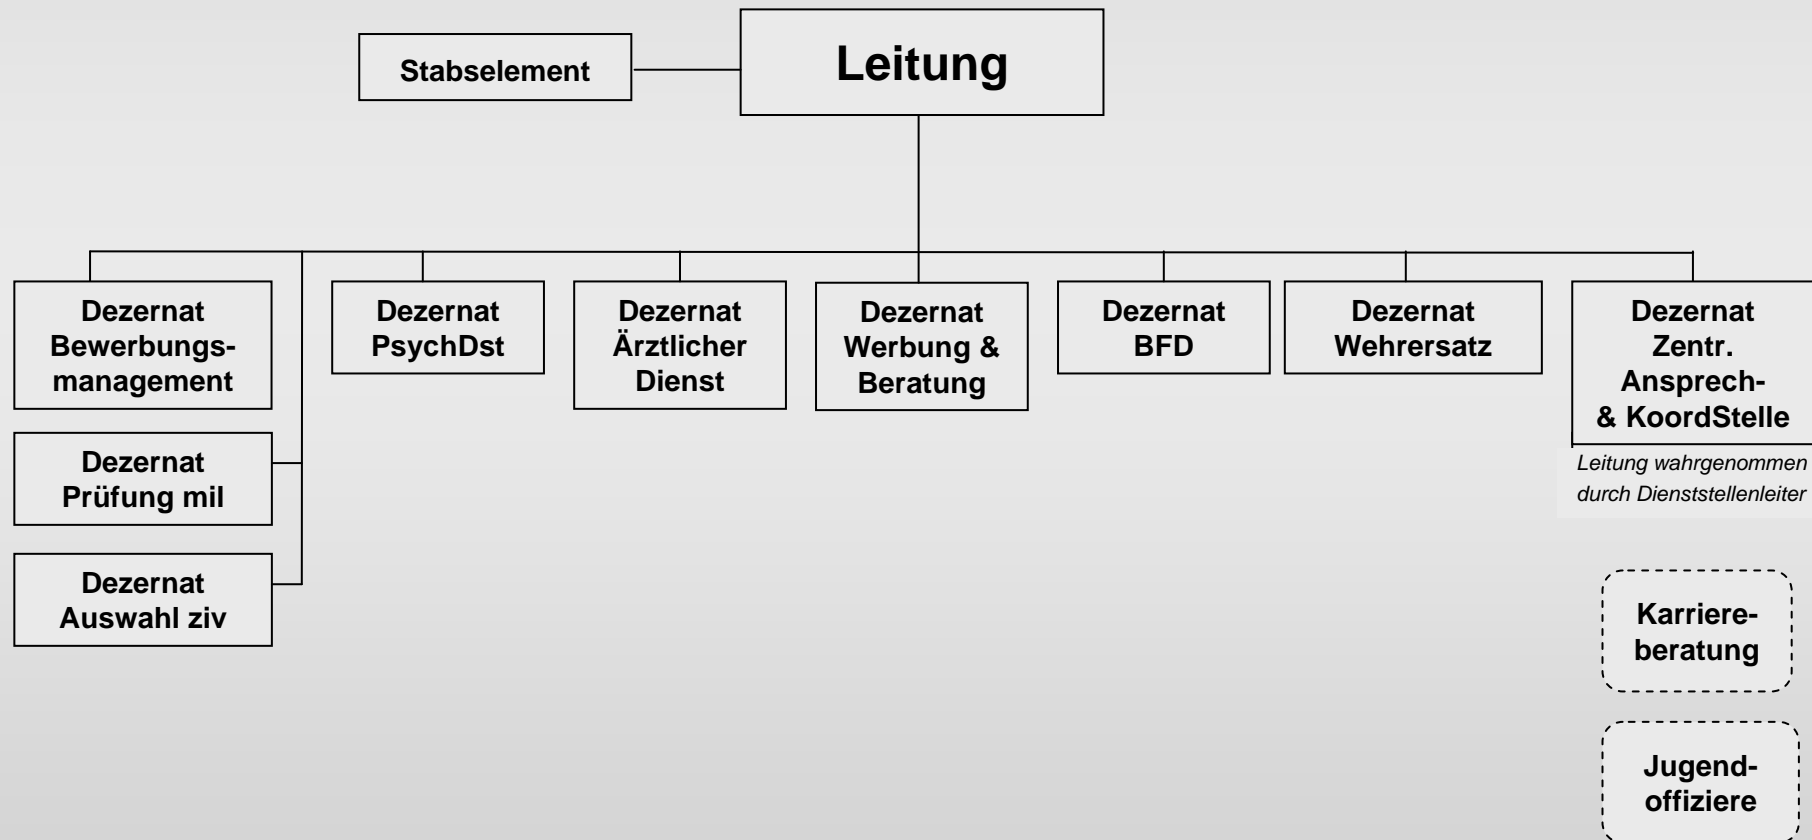 Stabselement
Leitung
Dezernat
Bewerbungs-
management
Dezernat
PsychDst
Dezernat
Ärztlicher
Dienst
Dezernat
Werbung &
Beratung
Dezernat
BFD
Dezernat
Wehrersatz
Dezernat
Zentr.
Ansprech-
& KoordStelle
Leitung wahrgenommen
durch Dienststellenleiter
Dezernat
Prüfung mil
Dezernat
Auswahl ziv
Karriere-
beratung
Jugend-
offiziere